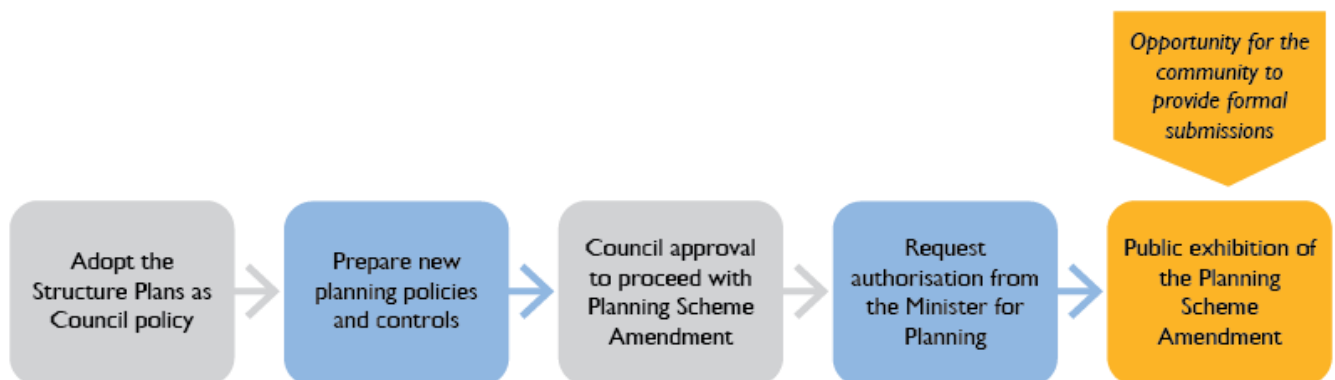 Opportunity for the
community to
provide formal
submissions
Adopt the
Structure Plans as
Council policy
Prepare new
planning policies
and controls
Council approval
to proceed with
Planning Scheme
Amendment
Request
authorisation from
the Minister for
Planning
Public exhibition of
the Planning
Scheme
Amendment